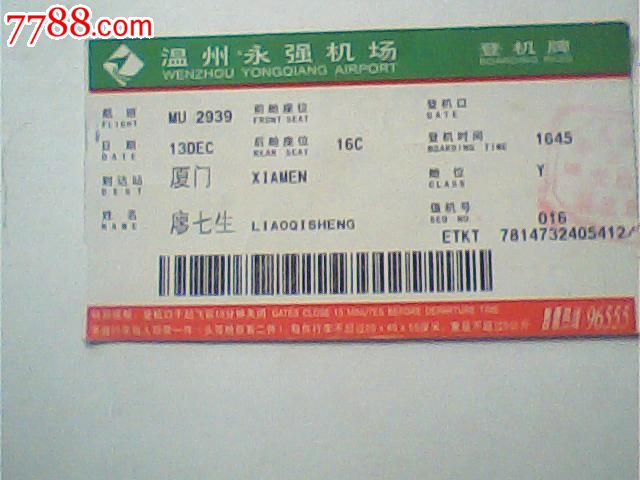 7788.com
温州永强机场 登机牌
WENZHOU YONGQIANG AIRPORT BOARDING PASS
航班 MU 2939 前舱座位 登机口
FLIGHT FRONT SEAT GATE
日期 13DEC 后舱座位 16C 登机时间 1645
DATE REAR SEAT BOARDING TIME
到达站 厦门 XIAMEN 舱位 Y
DEST CLASS
姓名 廖七生 LIAOQISHENG 值机号 016
NAME SEQ NO.
ETKT 7814732405412/
登机口于起飞前15分钟关闭 GATES CLOSE 15 MINUTES BEFORE DEPARTURE TIME
96555